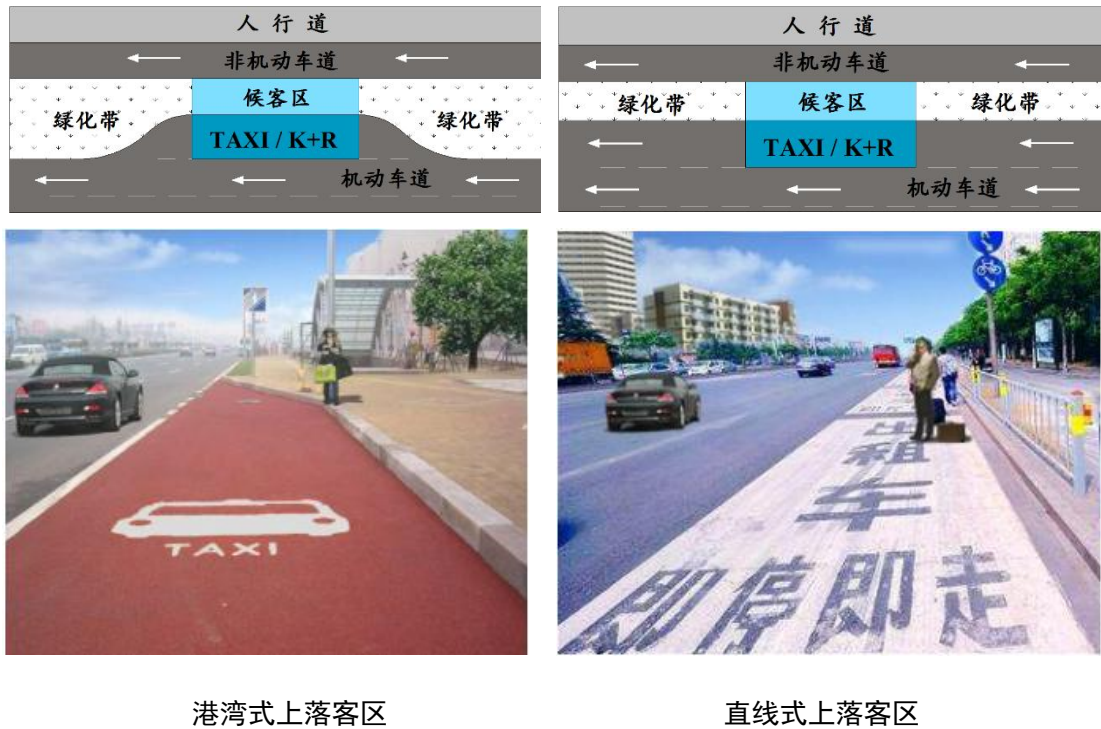 人行道
非机动车道
候客区
绿化带
绿化带
TAXI / K+R
机动车道
人行道
非机动车道
绿化带
候客区
绿化带
TAXI / K+R
机动车道
TAXI
出
租
车
即停即走
港湾式上落客区
直线式上落客区